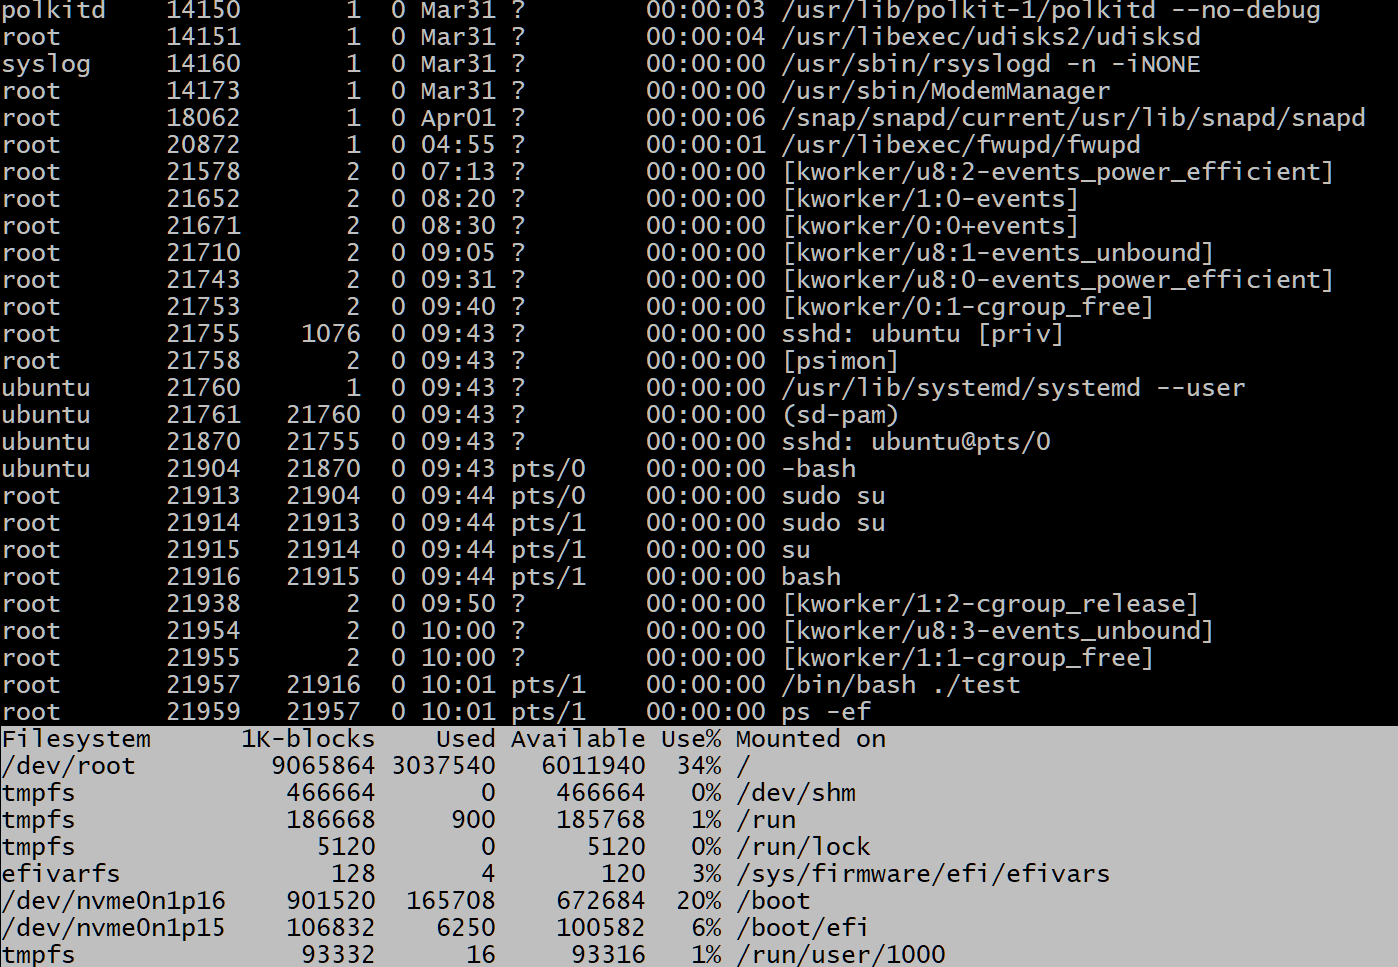 polkitd    14150       1  0 Mar31 ?        00:00:03 /usr/lib/polkit-1/polkitd --no-debug
root       14151       1  0 Mar31 ?        00:00:04 /usr/libexec/udisks2/udisksd
syslog     14160       1  0 Mar31 ?        00:00:00 /usr/sbin/rsyslogd -n -iNONE
root       14173       1  0 Mar31 ?        00:00:00 /usr/sbin/ModemManager
root       18062       1  0 Apr01 ?        00:00:06 /snap/snapd/current/usr/lib/snapd/snapd
root       20872       1  0 04:55 ?        00:00:01 /usr/libexec/fwupd/fwupd
root       21578       2  0 07:13 ?        00:00:00 [kworker/u8:2-events_power_efficient]
root       21652       2  0 08:20 ?        00:00:00 [kworker/1:0-events]
root       21671       2  0 08:30 ?        00:00:00 [kworker/0:0+events]
root       21710       2  0 09:05 ?        00:00:00 [kworker/u8:1-events_unbound]
root       21743       2  0 09:31 ?        00:00:00 [kworker/u8:0-events_power_efficient]
root       21753       2  0 09:40 ?        00:00:00 [kworker/0:1-cgroup_free]
root       21755    1076  0 09:43 ?        00:00:00 sshd: ubuntu [priv]
root       21758       2  0 09:43 ?        00:00:00 [psimon]
ubuntu     21760       1  0 09:43 ?        00:00:00 /usr/lib/systemd/systemd --user
ubuntu     21761   21760  0 09:43 ?        00:00:00 (sd-pam)
ubuntu     21870   21755  0 09:43 ?        00:00:00 sshd: ubuntu@pts/0
ubuntu     21904   21870  0 09:43 pts/0    00:00:00 -bash
root       21913   21904  0 09:44 pts/0    00:00:00 sudo su
root       21914   21913  0 09:44 pts/1    00:00:00 sudo su
root       21915   21914  0 09:44 pts/1    00:00:00 su
root       21916   21915  0 09:44 pts/1    00:00:00 bash
root       21938       2  0 09:50 ?        00:00:00 [kworker/1:2-cgroup_release]
root       21954       2  0 10:00 ?        00:00:00 [kworker/u8:3-events_unbound]
root       21955       2  0 10:00 ?        00:00:00 [kworker/1:1-cgroup_free]
root       21957   21916  0 10:01 pts/1    00:00:00 /bin/bash ./test
root       21959   21957  0 10:01 pts/1    00:00:00 ps -ef
Filesystem      1K-blocks    Used Available Use% Mounted on
/dev/root         9065864 3037540   6011940  34% /
tmpfs              466664       0    466664   0% /dev/shm
tmpfs              186668     900    185768   1% /run
tmpfs                5120       0      5120   0% /run/lock
efivarfs              128       4       120   3% /sys/firmware/efi/efivars
/dev/nvme0n1p16    901520  165708    672684  20% /boot
/dev/nvme0n1p15    106832    6250    100582   6% /boot/efi
tmpfs               93332      16     93316   1% /run/user/1000